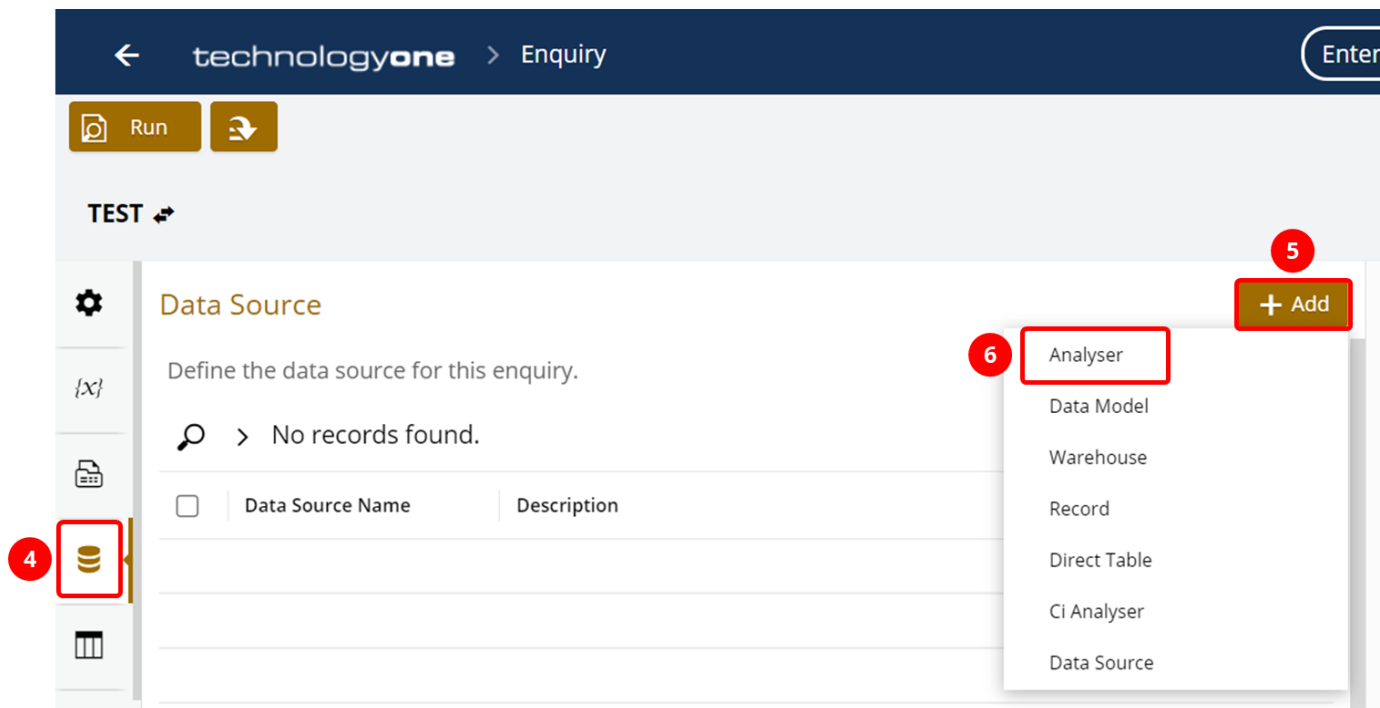 technologyone > Enquiry
Enter
Run
TEST
5
Data Source
+ Add
6
Analyser
Define the data source for this enquiry.
{x}
Data Model
> No records found.
Warehouse
Data Source Name
Description
Record
4
Direct Table
Ci Analyser
Data Source